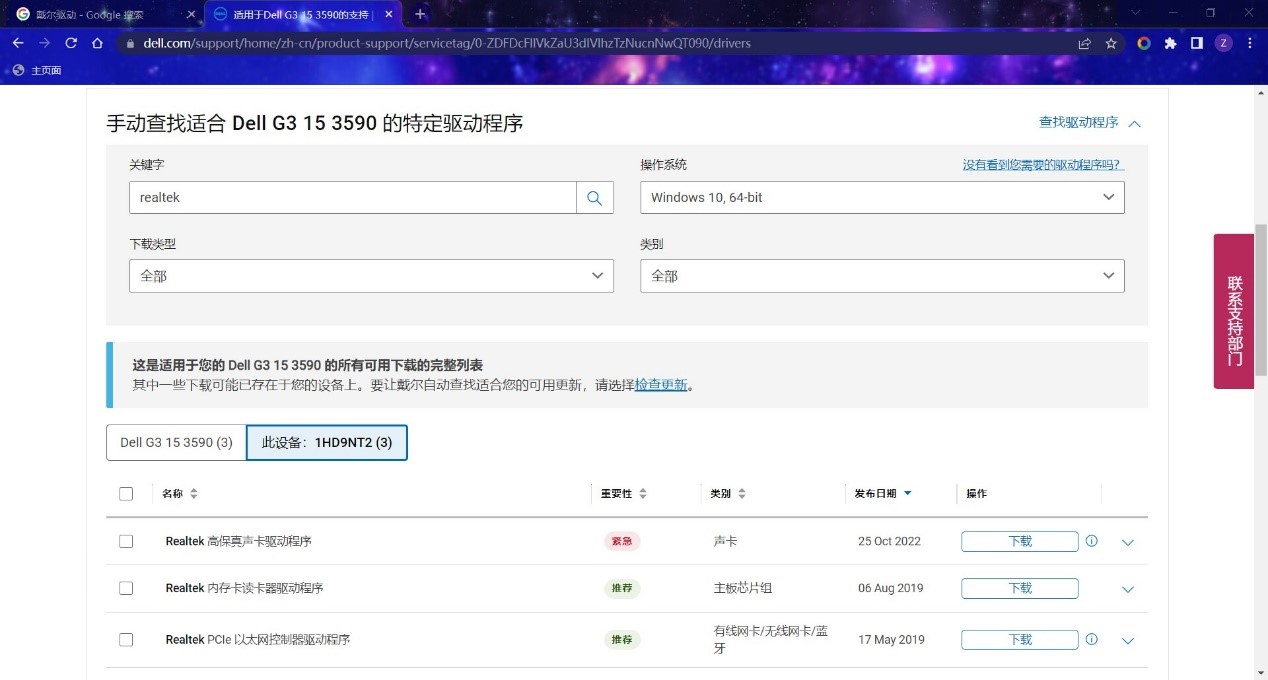 戴尔驱动 - Google 搜索
适用于Dell G3 15 3590的支持 |
dell.com/support/home/zh-cn/product-support/servicetag/0-ZDFDcFlIVkZaU3dIVlhzTzNucnNwQT090/drivers
Z
主页面
手动查找适合 Dell G3 15 3590 的特定驱动程序
查找驱动程序
关键字
操作系统
没有看到您需要的驱动程序吗?
realtek
Windows 10, 64-bit
下载类型
类别
全部
全部
联系支持部门
这是适用于您的 Dell G3 15 3590 的所有可用下载的完整列表
其中一些下载可能已存在于您的设备上。要让戴尔自动查找适合您的可用更新，请选择检查更新。
Dell G3 15 3590 (3)
此设备：1HD9NT2 (3)
名称 重要性 类别 发布日期 操作
Realtek 高保真声卡驱动程序 紧急 声卡 25 Oct 2022 下载
Realtek 内存卡读卡器驱动程序 推荐 主板芯片组 06 Aug 2019 下载
Realtek PCIe 以太网控制器驱动程序 推荐 有线网卡/无线网卡/蓝牙 17 May 2019 下载